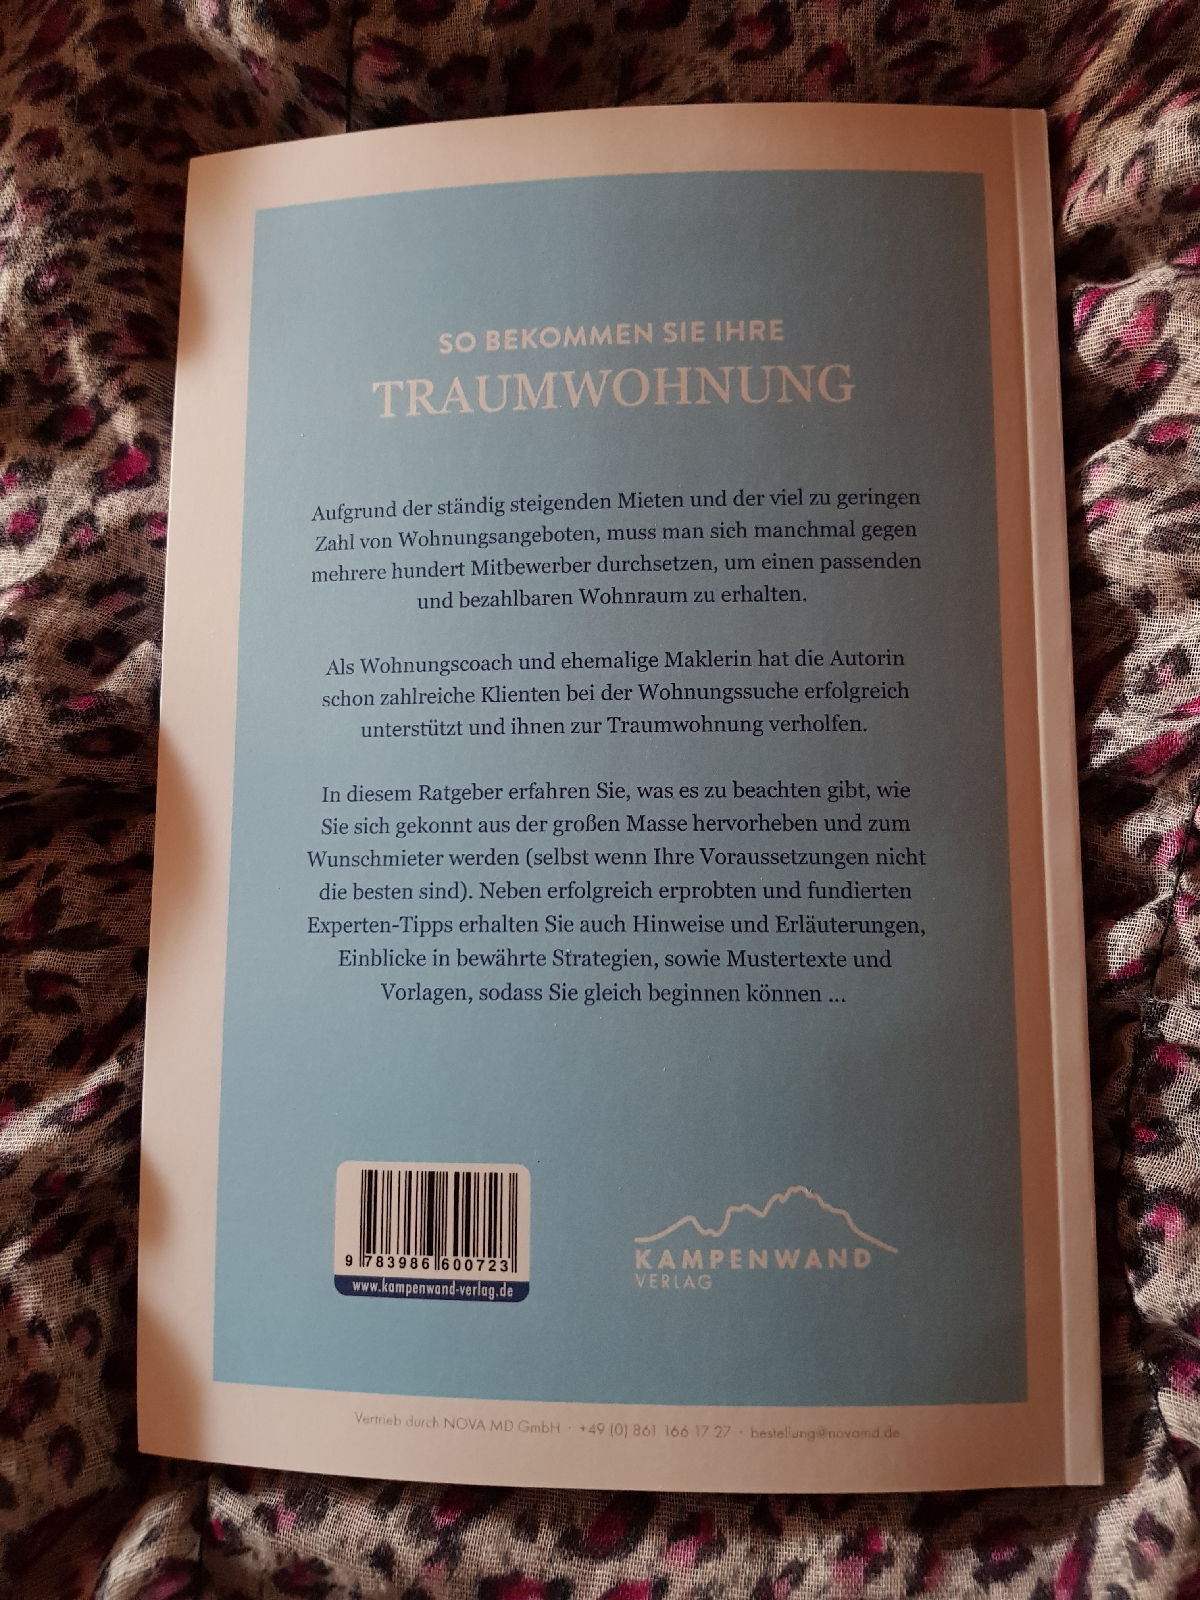 SO BEKOMMEN SIE IHRE
TRAUMWOHNUNG
Aufgrund der ständig steigenden Mieten und der viel zu geringen
Zahl von Wohnungsangeboten, muss man sich manchmal gegen
mehrere hundert Mitbewerber durchsetzen, um einen passenden
und bezahlbaren Wohnraum zu erhalten.
Als Wohnungscoach und ehemalige Maklerin hat die Autorin
schon zahlreiche Klienten bei der Wohnungssuche erfolgreich
unterstützt und ihnen zur Traumwohnung verholfen.
In diesem Ratgeber erfahren Sie, was es zu beachten gibt, wie
Sie sich gekonnt aus der großen Masse hervorheben und zum
Wunschmieter werden (selbst wenn Ihre Voraussetzungen nicht
die besten sind). Neben erfolgreich erprobten und fundierten
Experten-Tipps erhalten Sie auch Hinweise und Erläuterungen,
Einblicke in bewährte Strategien, sowie Mustertexte und
Vorlagen, sodass Sie gleich beginnen können ...
9 783986 600723
www.kampenwand-verlag.de
KAMPENWAND
VERLAG
Vertrieb durch NOVA MD GmbH · +49 (0) 861 166 17 27 · bestellung@novamd.de